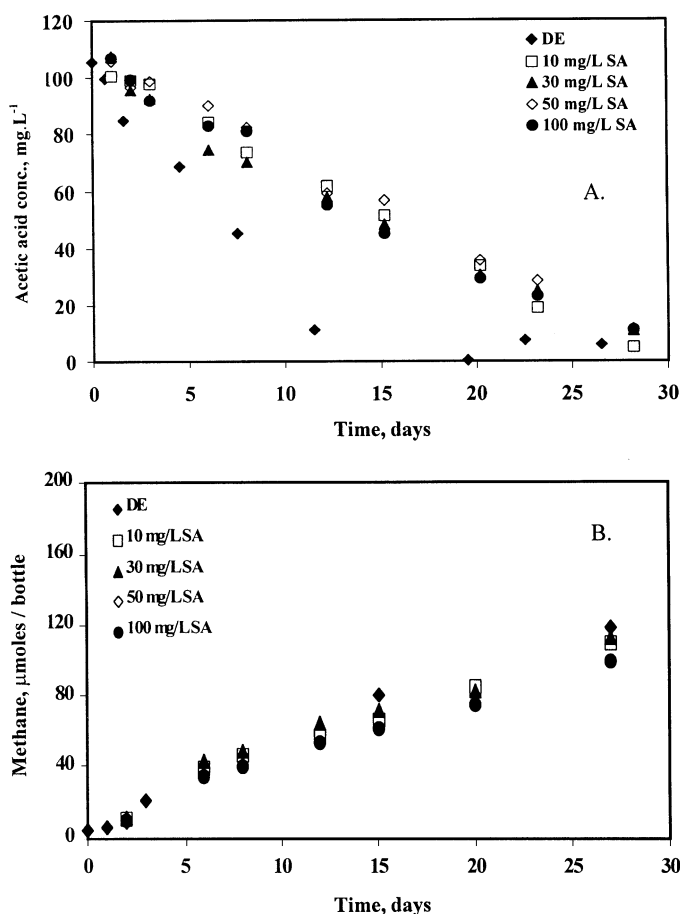 120
100
80
60
40
20
0
Acetic acid conc., mg.L-1
DE
10 mg/L SA
30 mg/L SA
50 mg/L SA
100 mg/L SA
A.
0 5 10 15 20 25 30
Time, days
200
160
120
80
40
0
Methane, µmoles / bottle
DE
10 mg/LSA
30 mg/LSA
50 mg/LSA
100 mg/LSA
B.
0 5 10 15 20 25 30
Time, days